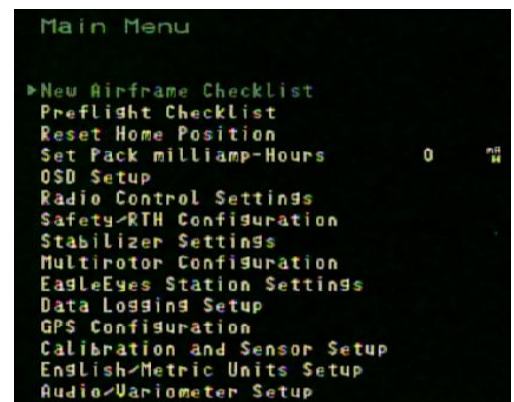 Main Menu
▶New Airframe Checklist
Preflight Checklist
Reset Home Position
Set Pack milliamp-Hours 0 mAH
OSD Setup
Radio Control Settings
Safety/RTH Configuration
Stabilizer Settings
Multirotor Configuration
EagleEyes Station Settings
Data Logging Setup
GPS Configuration
Calibration and Sensor Setup
English/Metric Units Setup
Audio/Variometer Setup